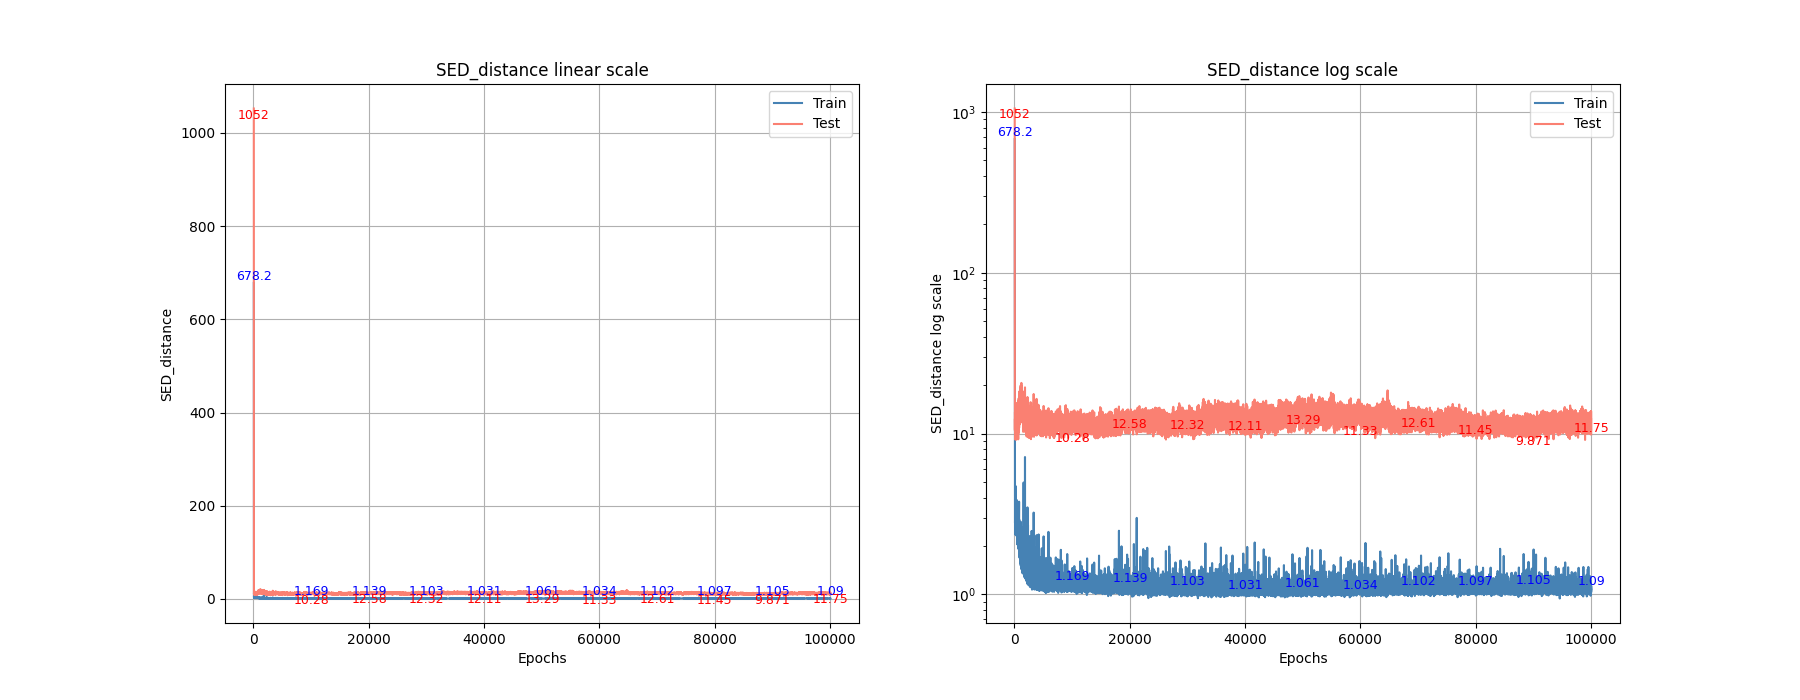 SED_distance linear scale
Train
Test
1052
678.2
1000
800
600
400
200
0
SED_distance
1.169 1.139 1.103 1.031 1.061 1.034 1.102 1.097 1.105 1.09
10.28 12.58 12.32 12.11 13.29 11.33 12.61 11.45 9.871 11.75
0 20000 40000 60000 80000 100000
Epochs
SED_distance log scale
Train
Test
1052
678.2
10³
10²
10¹
10⁰
SED_distance log scale
10.28 12.58 12.32 12.11 13.29 11.33 12.61 11.45 9.871 11.75
1.169 1.139 1.103 1.031 1.061 1.034 1.102 1.097 1.105 1.09
0 20000 40000 60000 80000 100000
Epochs